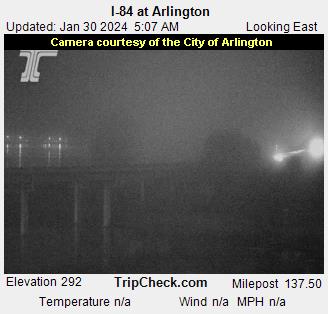 I-84 at Arlington
Updated: Jan 30 2024 5:07 AM Looking East
Camera courtesy of the City of Arlington
Elevation 292 TripCheck.com Milepost 137.50
Temperature n/a Wind n/a MPH n/a